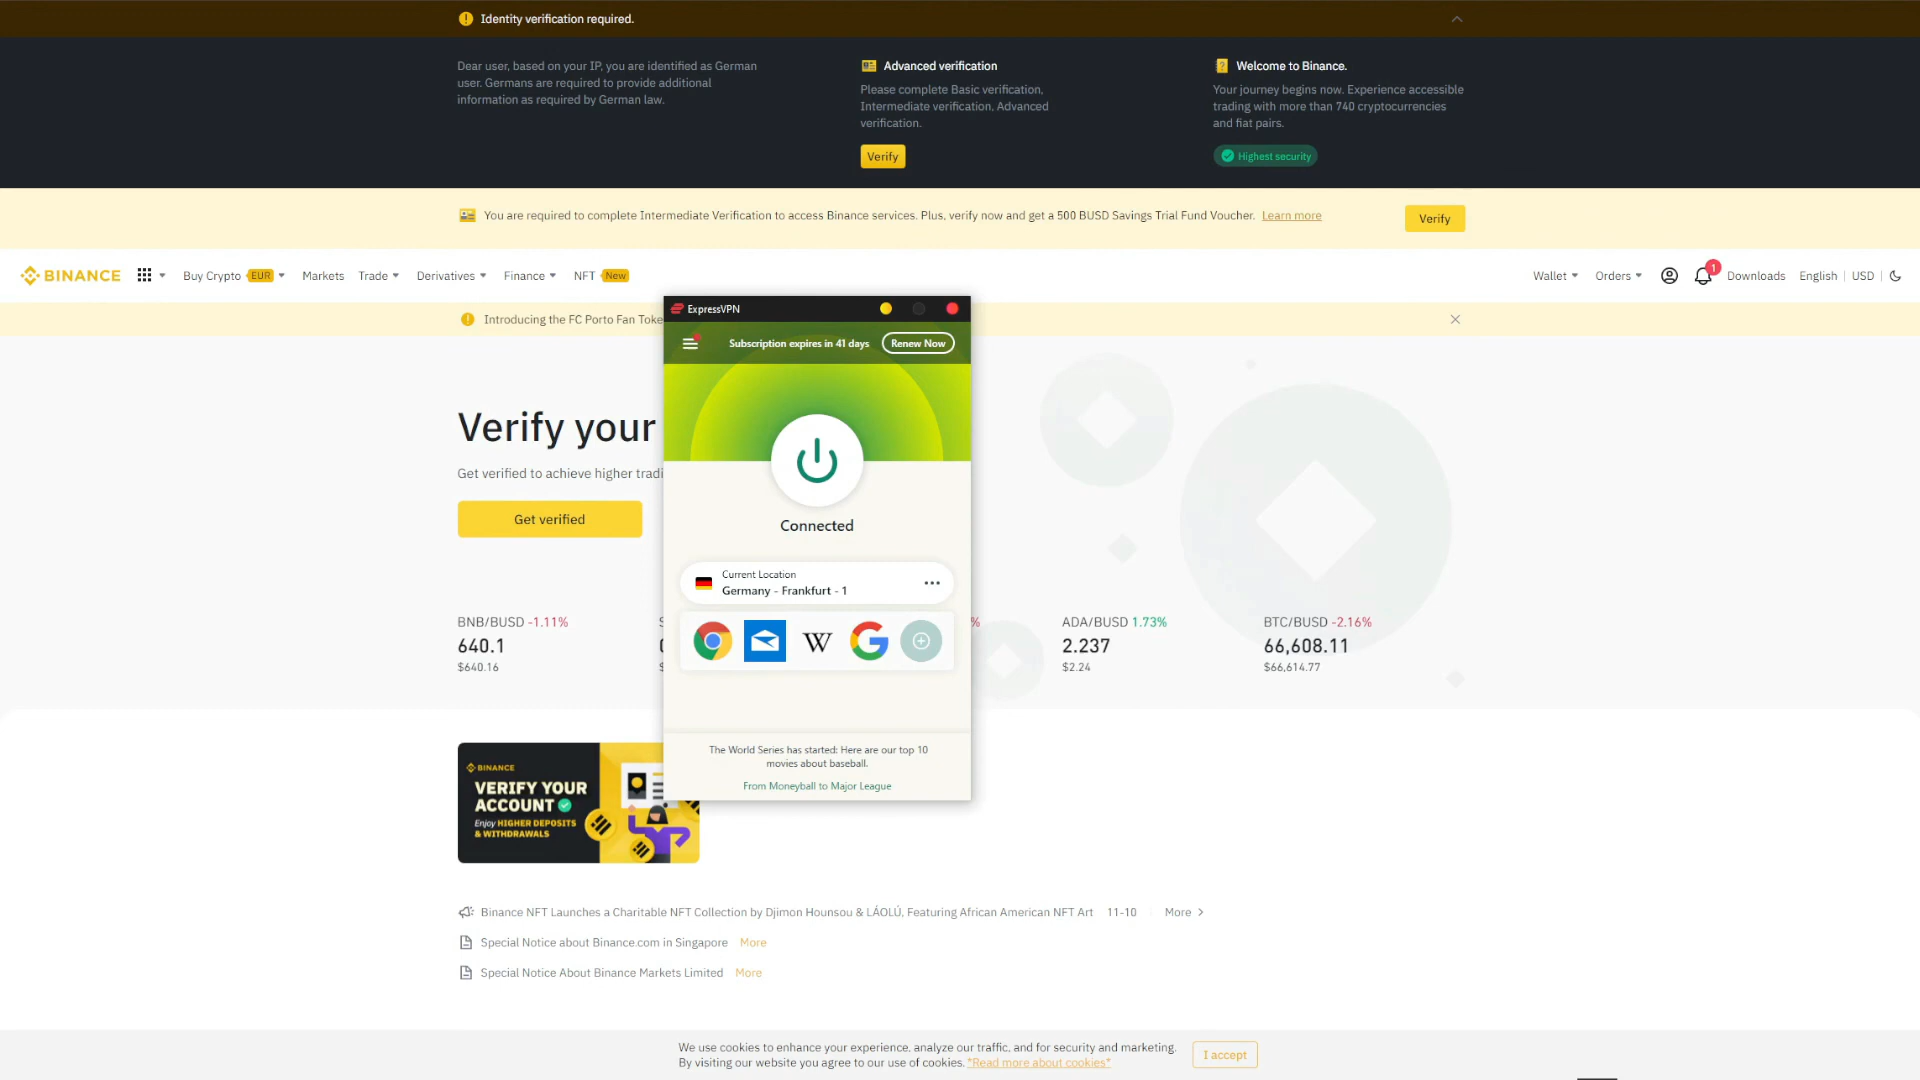 Identity verification required.
Dear user, based on your IP, you are identified as German
user. Germans are required to provide additional
information as required by German law.
Advanced verification
Please complete Basic verification,
Intermediate verification, Advanced
verification.
Verify
Welcome to Binance.
Your journey begins now. Experience accessible
trading with more than 740 cryptocurrencies
and fiat pairs.
Highest security
You are required to complete Intermediate Verification to access Binance services. Plus, verify now and get a 500 BUSD Savings Trial Fund Voucher. Learn more
Verify
BINANCE
Buy Crypto EUR
Markets
Trade
Derivatives
Finance
NFT New
Wallet
Orders
1
Downloads
English
USD
Introducing the FC Porto Fan Toke
ExpressVPN
Subscription expires in 41 days
Renew Now
Verify your
Get verified to achieve higher tradi
Get verified
Connected
Current Location
Germany - Frankfurt - 1
W
BNB/BUSD -1.11%
640.1
$640.16
%
ADA/BUSD 1.73%
2.237
$2.24
BTC/BUSD -2.16%
66,608.11
$66,614.77
The World Series has started: Here are our top 10
movies about baseball.
From Moneyball to Major League
BINANCE
VERIFY YOUR
ACCOUNT
Enjoy HIGHER DEPOSITS
& WITHDRAWALS
Binance NFT Launches a Charitable NFT Collection by Djimon Hounsou & LÁOLÚ, Featuring African American NFT Art 11-10 More
Special Notice about Binance.com in Singapore More
Special Notice About Binance Markets Limited More
We use cookies to enhance your experience, analyze our traffic, and for security and marketing.
By visiting our website you agree to our use of cookies. *Read more about cookies*
I accept